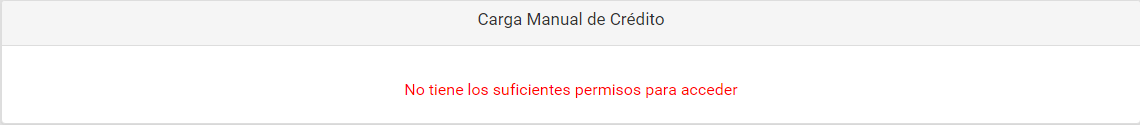 Carga Manual de Crédito
No tiene los suficientes permisos para acceder